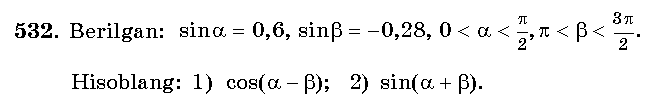 532. Berilgan: sinα = 0,6, sinβ = −0,28, 0 < α < π/2, π < β < 3π/2.
Hisoblang: 1) cos(α − β); 2) sin(α + β).